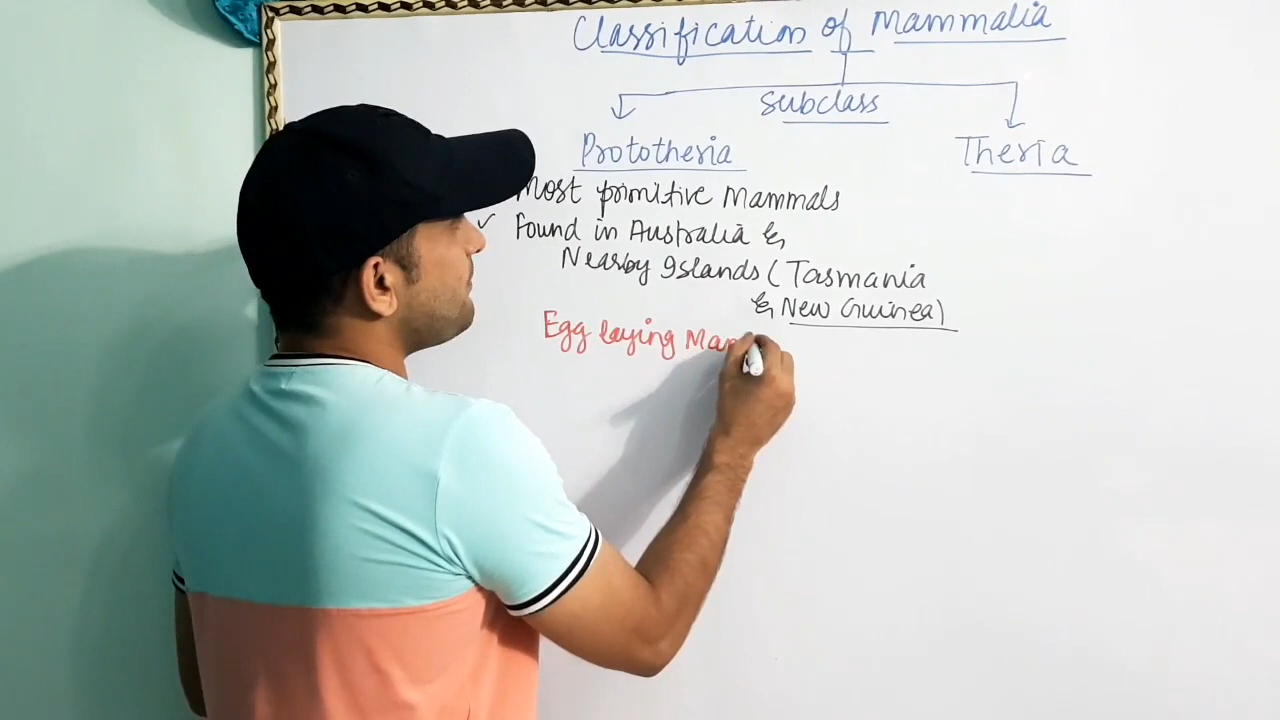 Classification of Mammalia
Subclass
Prototheria
Theria
Most primitive Mammals
✓ Found in Australia &
Nearby Islands (Tasmania
& New Guinea)
Egg laying Mam